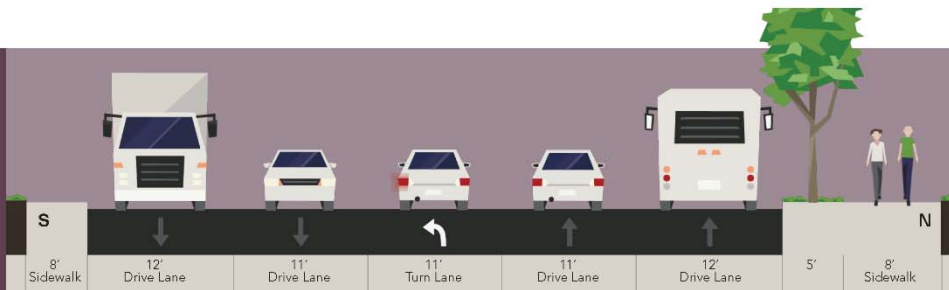 S
N
8'
Sidewalk
12'
Drive Lane
11'
Drive Lane
11'
Turn Lane
11'
Drive Lane
12'
Drive Lane
5'
8'
Sidewalk